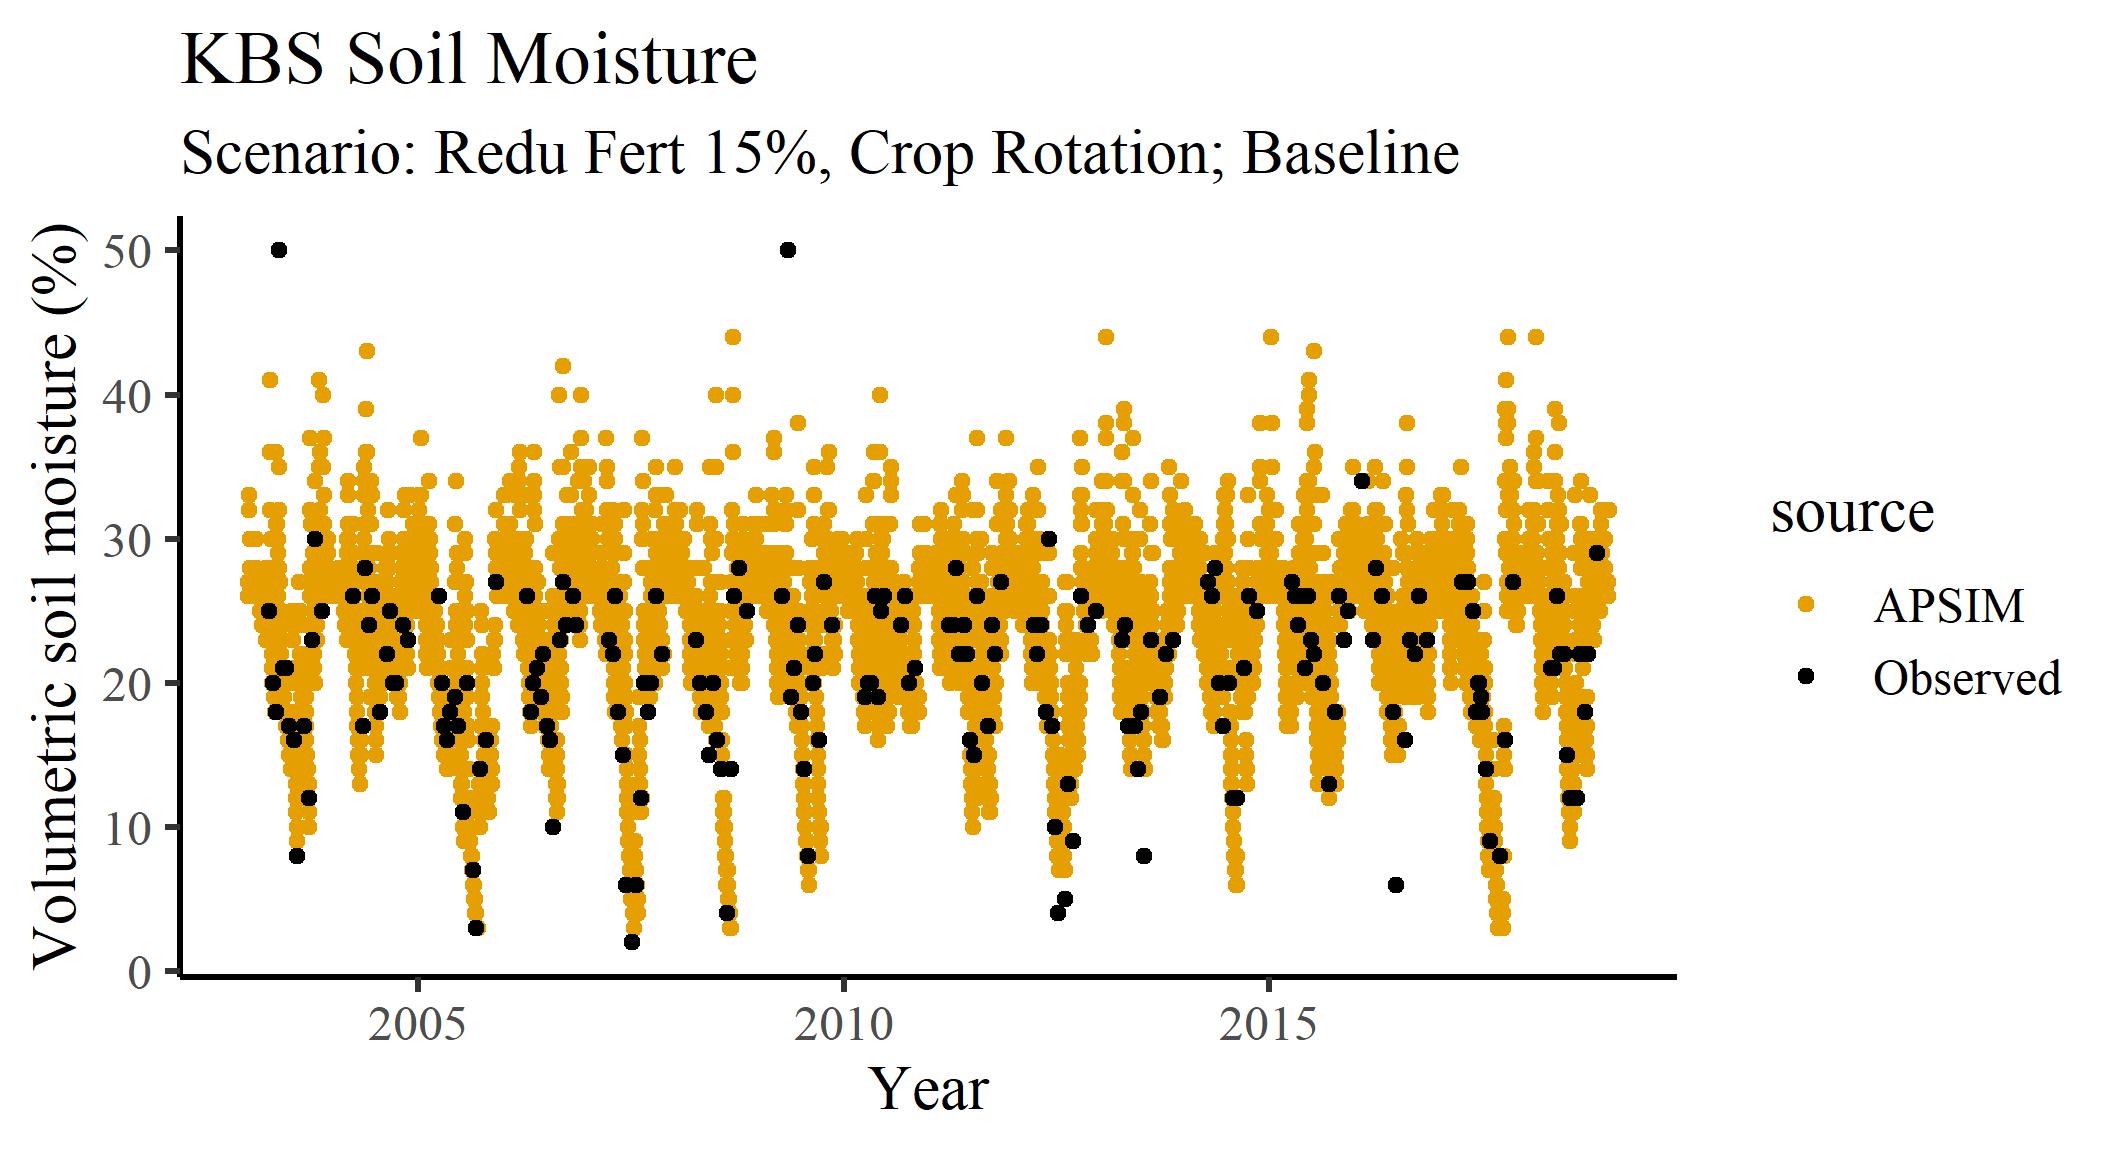 KBS Soil Moisture
Scenario: Redu Fert 15%, Crop Rotation; Baseline
Volumetric soil moisture (%)
50
40
30
20
10
0
2005 2010 2015
Year
source
APSIM
Observed